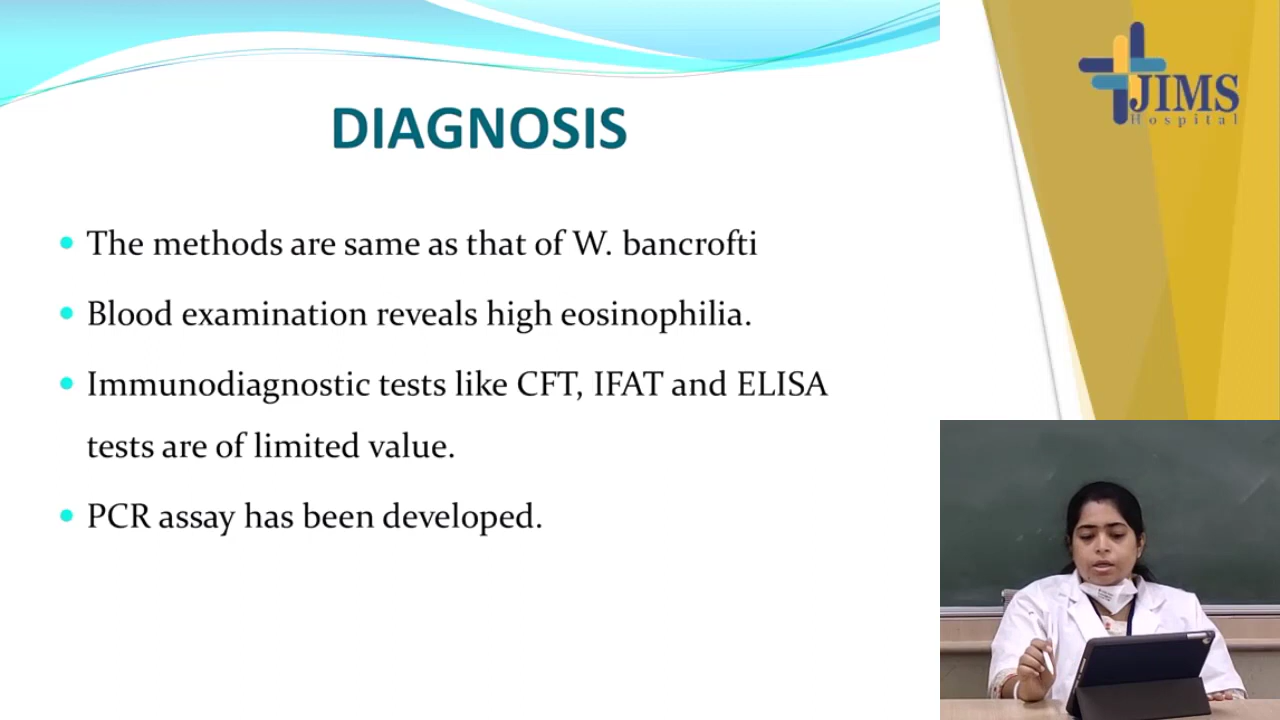 JIMS
Hospital
DIAGNOSIS
• The methods are same as that of W. bancrofti
• Blood examination reveals high eosinophilia.
• Immunodiagnostic tests like CFT, IFAT and ELISA
tests are of limited value.
• PCR assay has been developed.